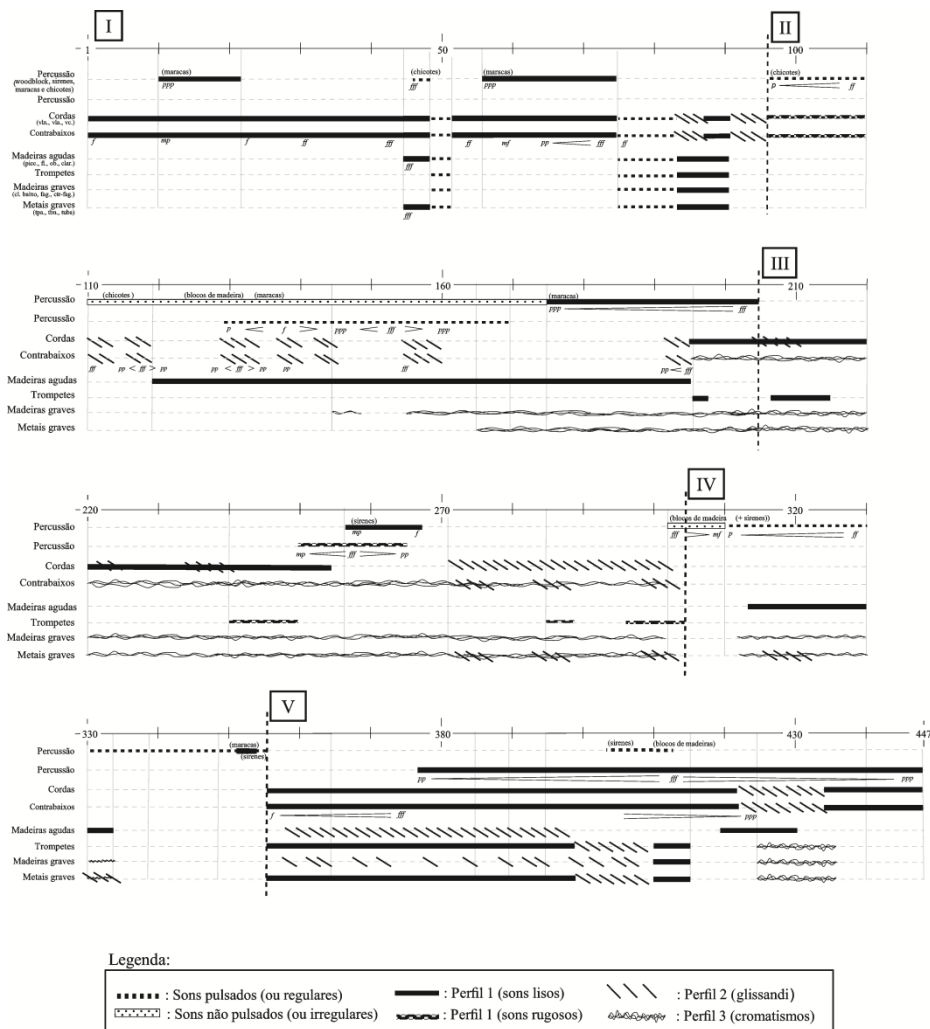 I
II
1
50
100
Percussão
(woodblock, sirenes,
maracas e chicotes)
(maracas)
(chicotes)
(maracas)
(chicotes)
ppp
fff
ppp
p
ff
Percussão
Cordas
(vln., vla., vc.)
Contrabaixos
f
mp
f
ff
fff
ff
mf
pp
fff
ff
Madeiras agudas
(picc., fl., ob., clar.)
fff
Trompetes
Madeiras graves
(cl. baixo, fag., ctr-fag.)
Metais graves
(tpa., tbn., tuba)
fff
III
110
160
210
Percussão
(chicotes)
(blocos de madeira)
(maracas)
(maracas)
ppp
fff
Percussão
p
f
ppp
fff
ppp
Cordas
Contrabaixos
fff
pp < ff > pp
pp < fff > pp
pp
fff
pp < fff
Madeiras agudas
Trompetes
Madeiras graves
Metais graves
IV
220
270
320
Percussão
(sirenes)
(blocos de madeira
(+ sirenes))
mp
f
fff
mf
p
ff
Percussão
mp
fff
pp
Cordas
Contrabaixos
Madeiras agudas
Trompetes
Madeiras graves
Metais graves
V
330
380
430
447
Percussão
(maracas)
(sirenes)
(sirenes)
(blocos de madeiras)
Percussão
pp
fff
ppp
Cordas
Contrabaixos
f
fff
ppp
Madeiras agudas
Trompetes
Madeiras graves
Metais graves
Legenda:
: Sons pulsados (ou regulares)
: Perfil 1 (sons lisos)
: Perfil 2 (glissandi)
: Sons não pulsados (ou irregulares)
: Perfil 1 (sons rugosos)
: Perfil 3 (cromatismos)